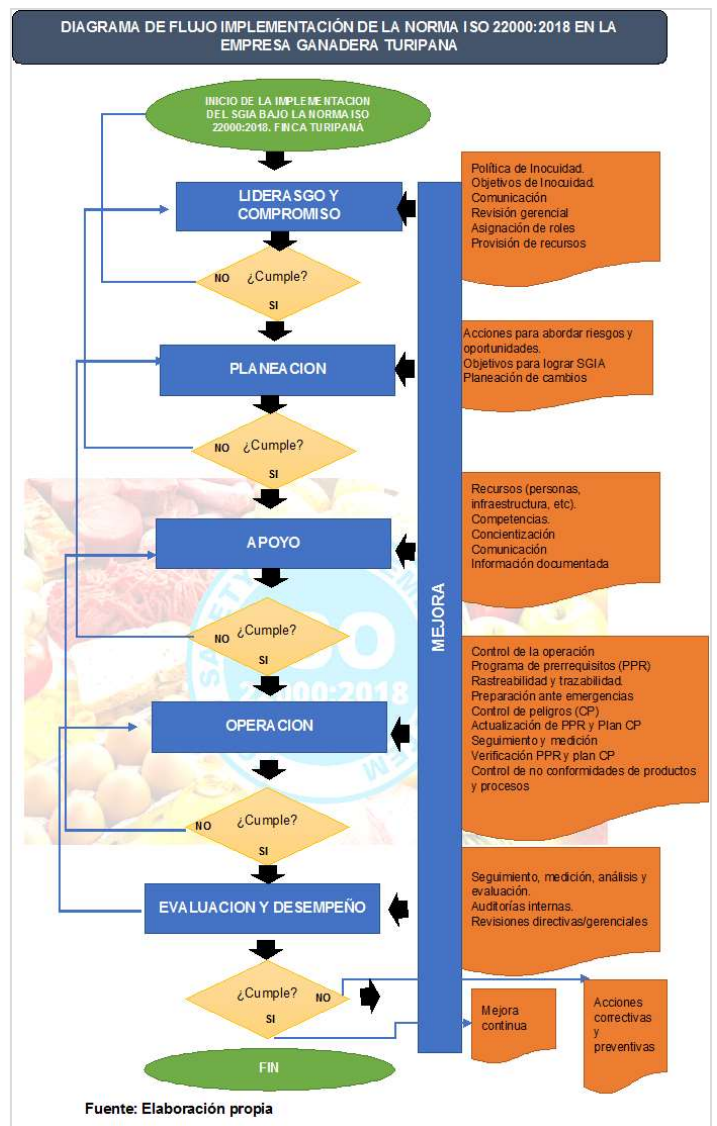 DIAGRAMA DE FLUJO IMPLEMENTACIÓN DE LA NORMA ISO 22000:2018 EN LA
EMPRESA GANADERA TURIPANA
INICIO DE LA IMPLEMENTACION
DEL SGIA BAJO LA NORMA ISO
22000:2018. FINCA TURIPANÁ
LIDERASGO Y
COMPROMISO
Política de Inocuidad.
Objetivos de Inocuidad.
Comunicación
Revisión gerencial
Asignación de roles
Provisión de recursos
NO
¿Cumple?
SI
PLANEACION
Acciones para abordar riesgos y
oportunidades.
Objetivos para lograr SGIA
Planeación de cambios
NO
¿Cumple?
SI
APOYO
Recursos (personas,
infraestructura, etc).
Competencias.
Concientización
Comunicación
Información documentada
MEJORA
NO
¿Cumple?
SI
22000:2018
OPERACION
Control de la operación
Programa de prerrequisitos (PPR)
Rastreabilidad y trazabilidad.
Preparación ante emergencias
Control de peligros (CP)
Actualización de PPR y Plan CP
Seguimiento y medición
Verificación PPR y plan CP
Control de no conformidades de productos
y procesos
NO
¿Cumple?
SI
EVALUACION Y DESEMPEÑO
Seguimiento, medición, análisis y
evaluación.
Auditorías internas.
Revisiones directivas/gerenciales
¿Cumple?
NO
SI
Mejora
continua
Acciones
correctivas
y
preventivas
FIN
Fuente: Elaboración propia